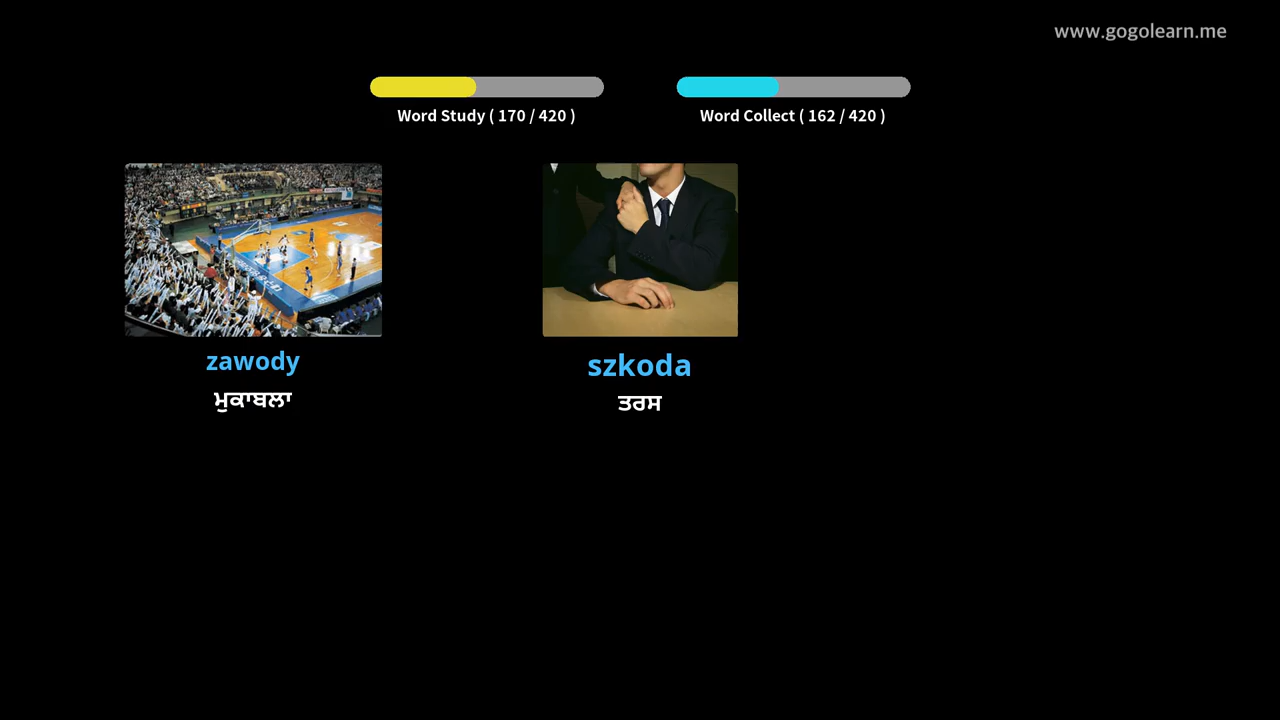 www.gogolearn.me
Word Study ( 170 / 420 )
Word Collect ( 162 / 420 )
zawody
ਮੁਕਾਬਲਾ
szkoda
ਤਰਸ